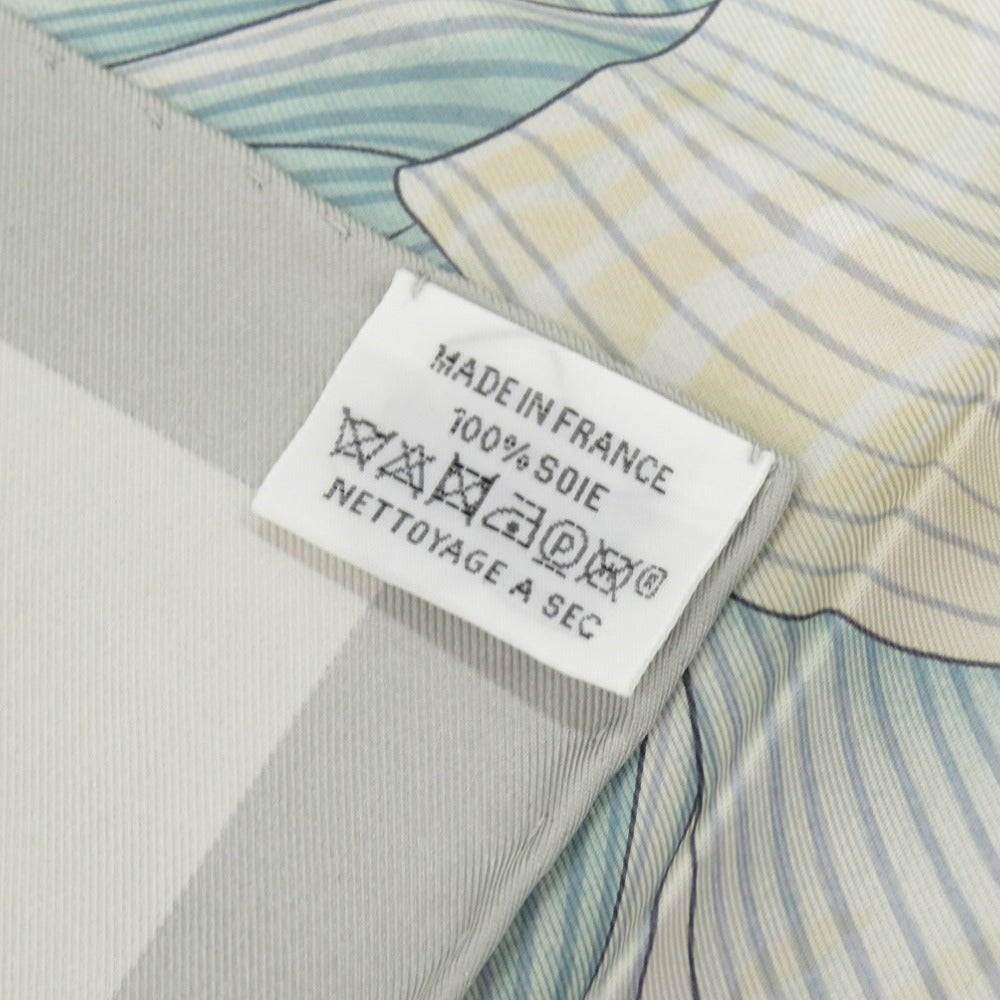 MADE IN FRANCE
100% SOIE
P ®
NETTOYAGE A SEC